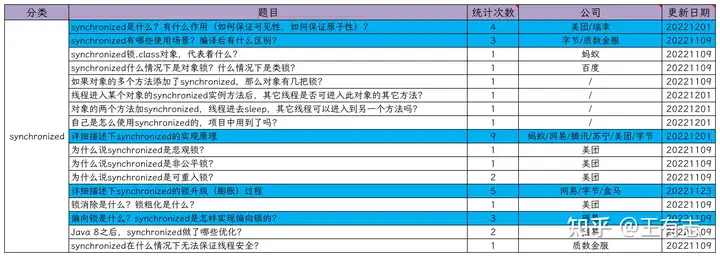 分类 题目 统计次数 公司 更新日期
synchronized
synchronized是什么？有什么作用（如何保证可见性，如何保证原子性）？ 4 美团/瑞幸 20221201
synchronized有哪些使用场景？编译后有什么区别？ 3 字节/质数金服 20221109
synchronized锁.class对象，代表着什么？ 1 蚂蚁 20221109
synchronized什么情况下是对象锁？什么情况下是类锁？ 1 百度 20221109
如果对象的多个方法添加了synchronized，那么对象有几把锁？ 1 / 20221109
线程进入某个对象的synchronized实例方法后，其它线程是否可进入此对象的其它方法？ 1 / 20221109
对象的两个方法加synchronized，线程进去sleep，其它线程可以进入到另一个方法吗？ 1 / 20221109
自己是怎么使用synchronized的，项目中用到了吗？ 1 / 20221109
详细描述下synchronized的实现原理 9 蚂蚁/网易/腾讯/苏宁/美团/字节 20221201
为什么说synchronized是悲观锁？ 1 美团 20221109
为什么说synchronized是非公平锁？ 1 美团 20221109
为什么说synchronized是可重入锁？ 2 美团 20221109
详细描述下synchronized的锁升级（膨胀）过程 5 网易/字节/盒马 20221123
锁消除是什么？锁粗化是什么？ 1 美团 20221109
偏向锁是什么？synchronized是怎样实现偏向锁的？ 3 20221109
Java 8之后，synchronized做了哪些优化？ 2 20221109
synchronized在什么情况下无法保证线程安全？ 1 质数金服 20221109
知乎 @王有志